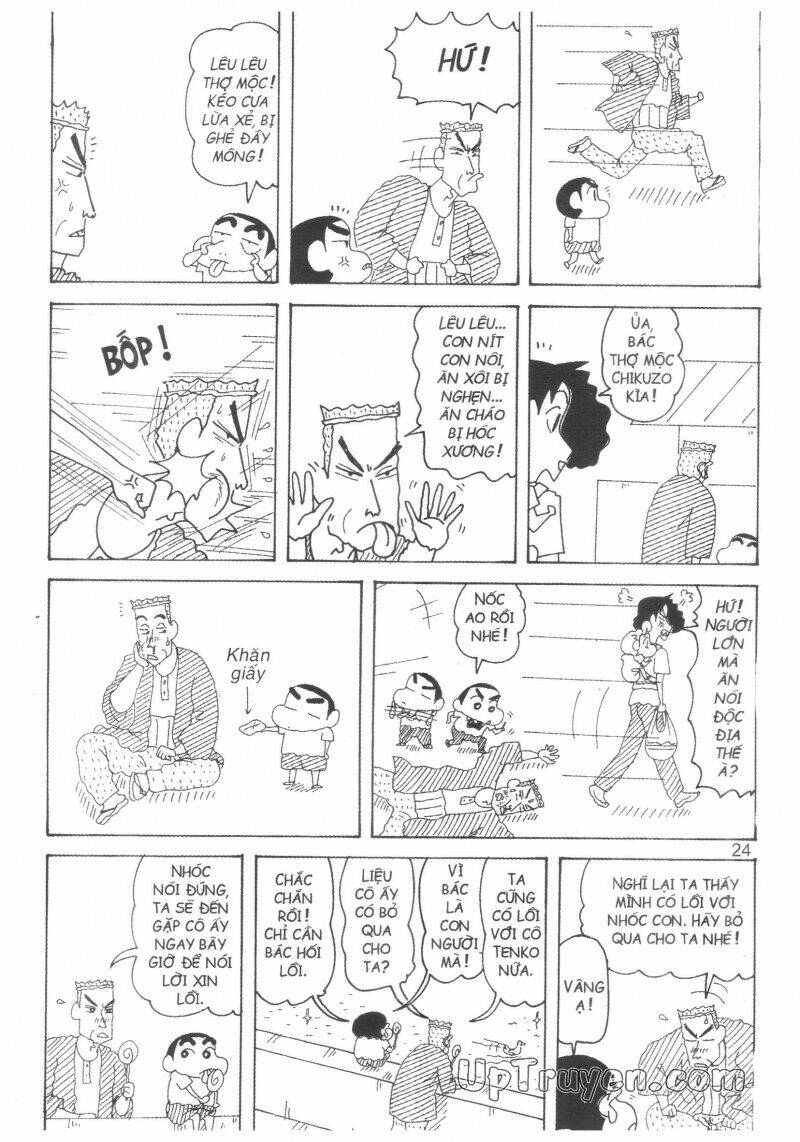 HỨ!
LÊU LÊU
THỢ MỘC!
KÉO CƯA
LỪA XẺ, BỊ
GHẺ ĐẦY
MÔNG!
ỦA,
BÁC
THỢ MỘC
CHIKUZO
KÌA!
LÊU LÊU...
CON NÍT
CON NÔI,
ĂN XÔI BỊ
NGHẸN...
ĂN CHÁO
BỊ HÓC
XƯƠNG!
BỐP!
HỨ!
NGƯỜI
LỚN
MÀ
ĂN
NÓI
ĐỘC
ĐỊA
THẾ
À?
NỐC
AO RỒI
NHÉ!
Khăn
giấy
24
NGHĨ LẠI TA THẤY
MÌNH CÓ LỖI VỚI
NHÓC CON. HÃY BỎ
QUA CHO TA NHÉ!
VÂNG
Ạ!
TA
CŨNG
CÓ LỖI
VỚI CÔ
TENKO
NỮA.
VÌ
BÁC
LÀ
CON
NGƯỜI
MÀ!
LIỆU
CÔ ẤY
CÓ BỎ
QUA
CHO
TA?
CHẮC
CHẮN
RỒI!
CHỈ CẦN
BÁC HỐI
LỖI.
NHÓC
NÓI ĐÚNG,
TA SẼ ĐẾN
GẶP CÔ ẤY
NGAY BÂY
GIỜ ĐỂ NÓI
LỜI XIN
LỖI.
UpTruyen.com